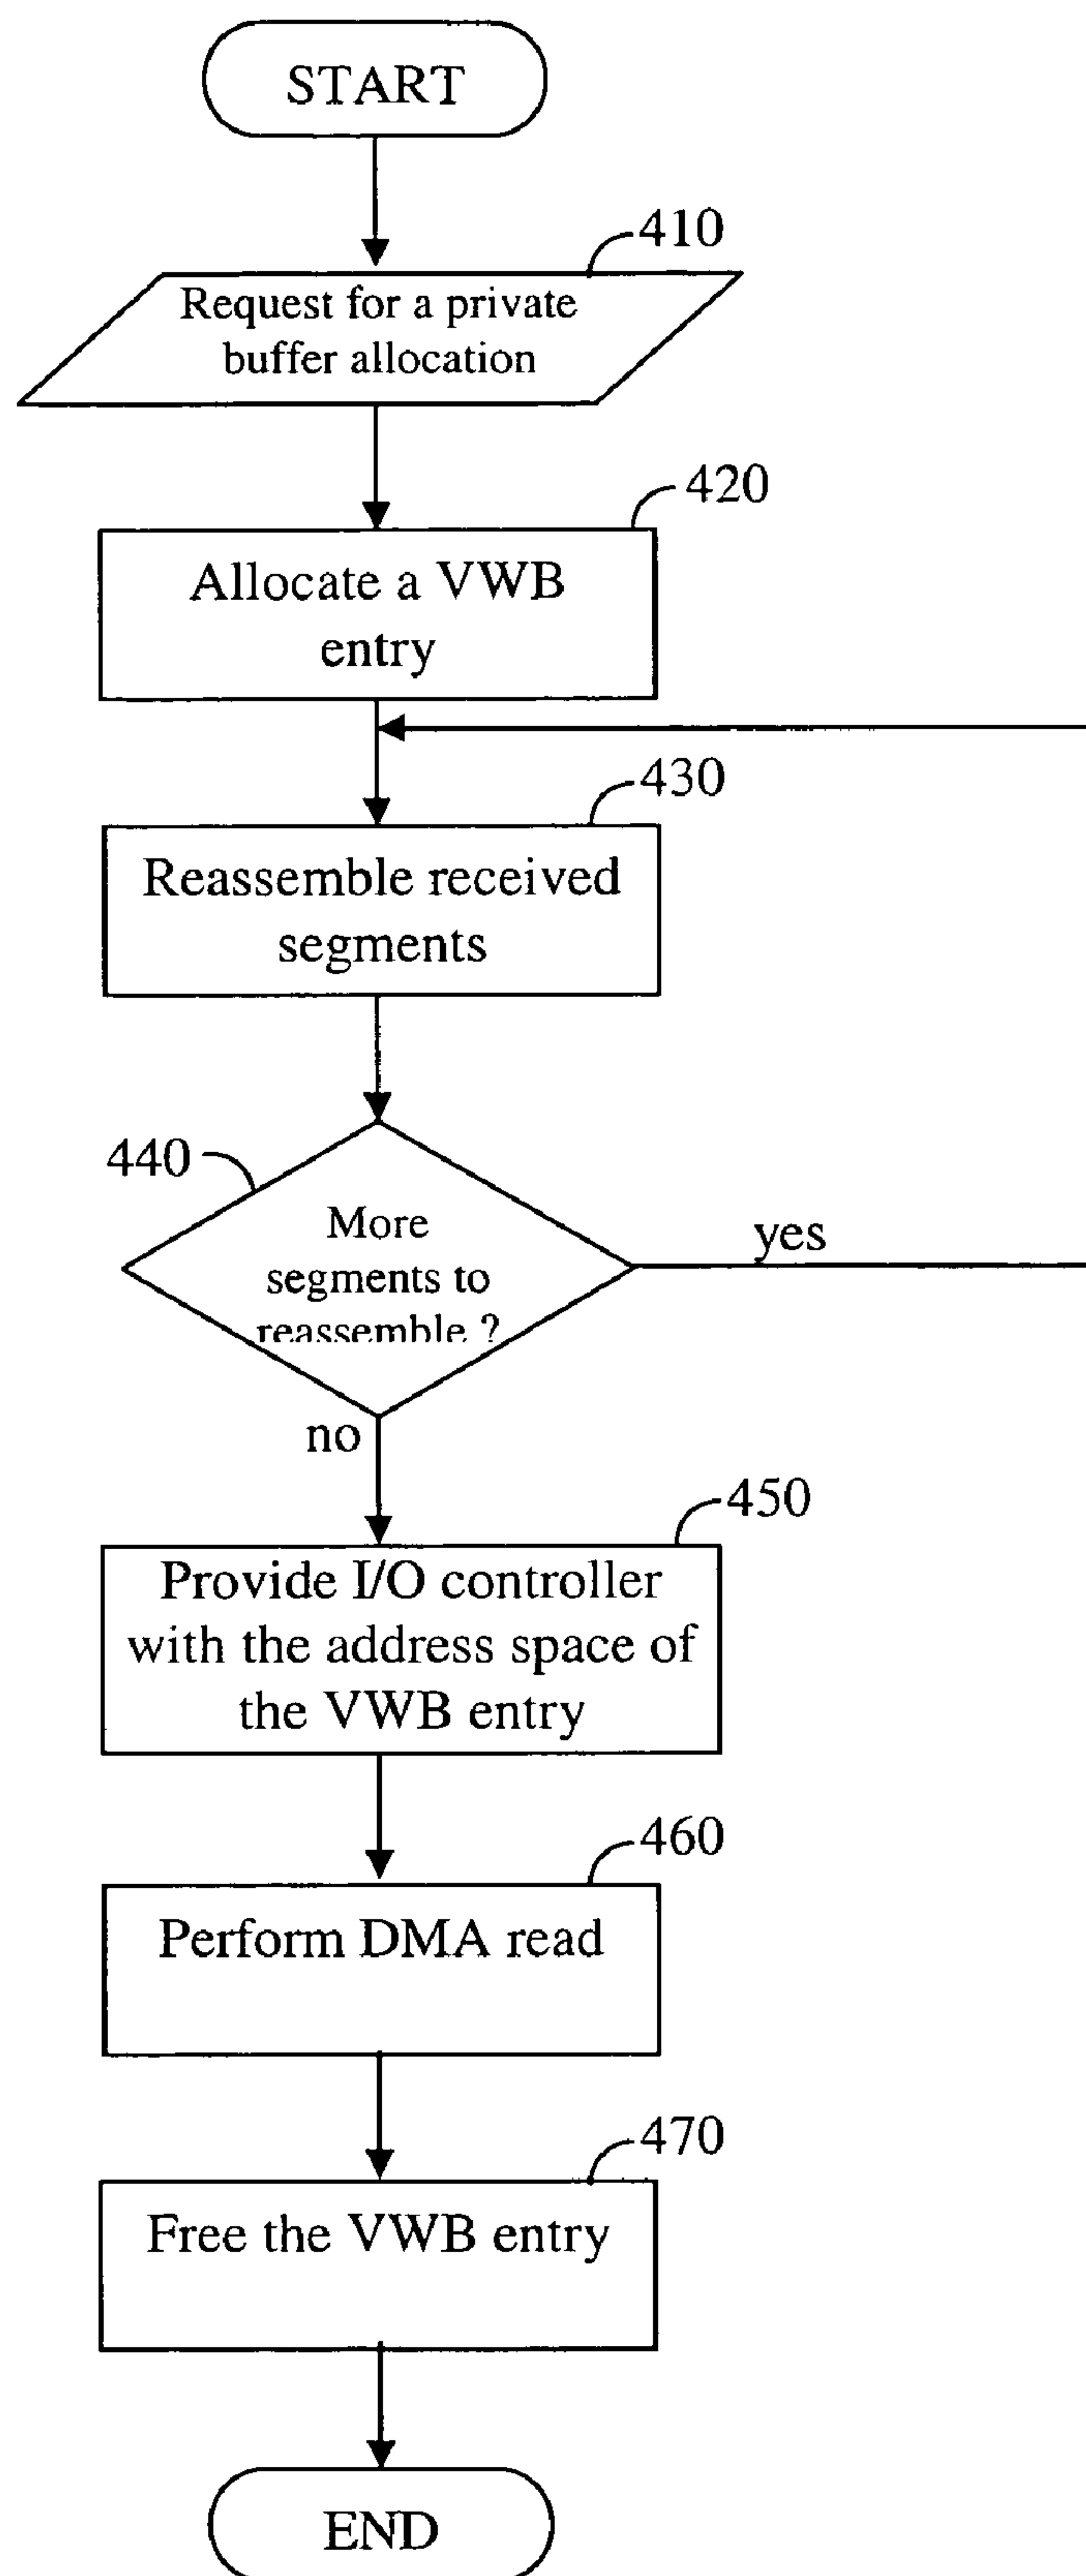 START
410
Request for a private
buffer allocation
420
Allocate a VWB
entry
430
Reassemble received
segments
440
More
segments to
reassemble ?
yes
no
450
Provide I/O controller
with the address space of
the VWB entry
460
Perform DMA read
470
Free the VWB entry
END